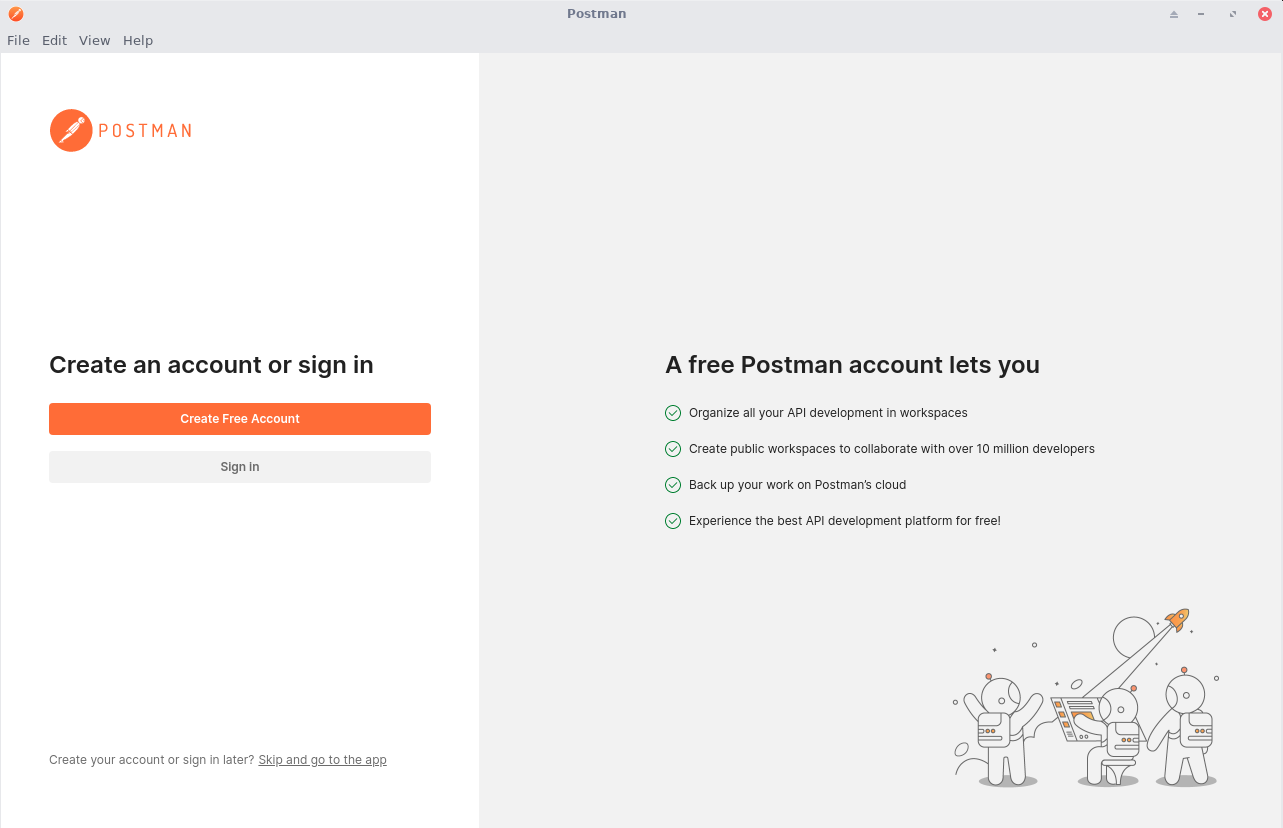 Postman
File Edit View Help
POSTMAN
Create an account or sign in
Create Free Account
Sign in
Create your account or sign in later? Skip and go to the app
A free Postman account lets you
Organize all your API development in workspaces
Create public workspaces to collaborate with over 10 million developers
Back up your work on Postman’s cloud
Experience the best API development platform for free!